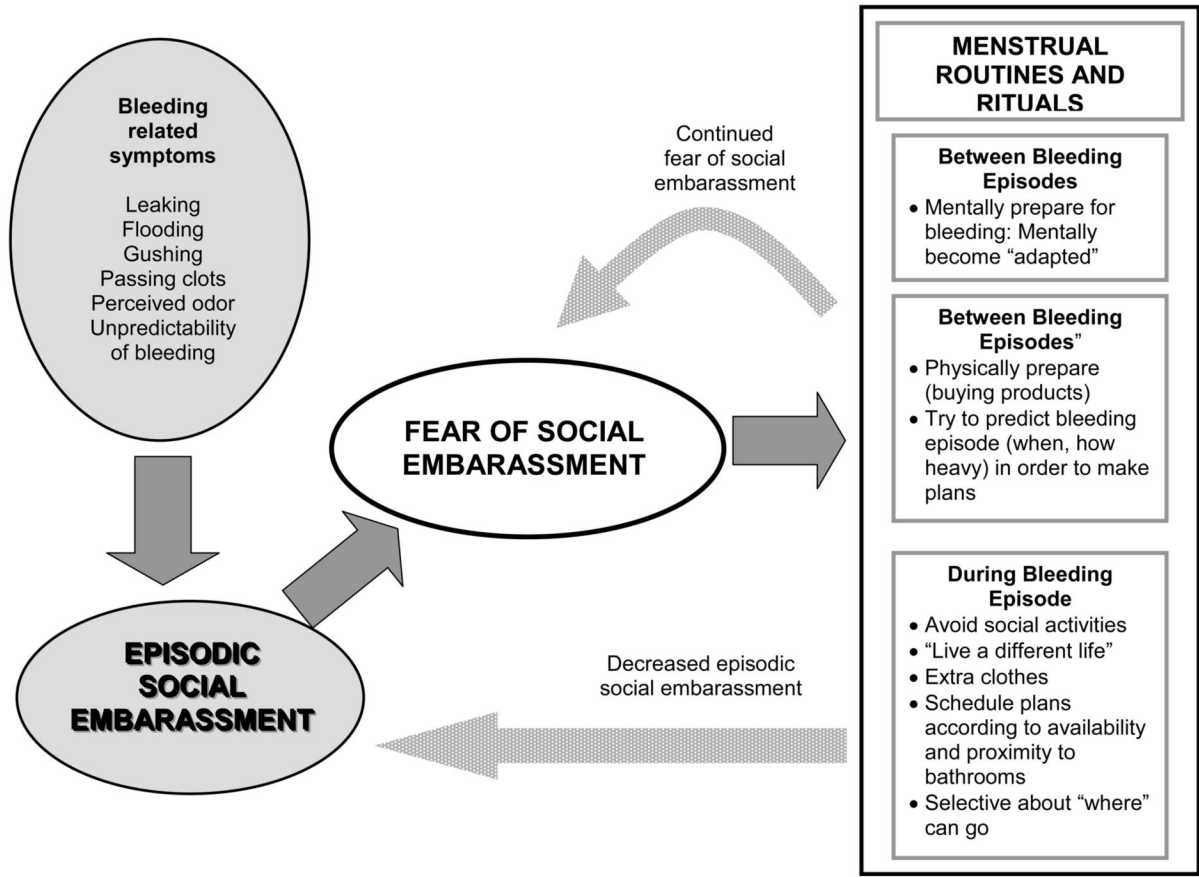 Bleeding
related
symptoms
Leaking
Flooding
Gushing
Passing clots
Perceived odor
Unpredictability
of bleeding
EPISODIC
SOCIAL
EMBARASSMENT
FEAR OF SOCIAL
EMBARASSMENT
Continued
fear of social
embarassment
Decreased episodic
social embarassment
MENSTRUAL
ROUTINES AND
RITUALS
Between Bleeding
Episodes
• Mentally prepare for
bleeding: Mentally
become “adapted”
Between Bleeding
Episodes”
• Physically prepare
(buying products)
• Try to predict bleeding
episode (when, how
heavy) in order to make
plans
During Bleeding
Episode
• Avoid social activities
• “Live a different life”
• Extra clothes
• Schedule plans
according to availability
and proximity to
bathrooms
• Selective about “where”
can go